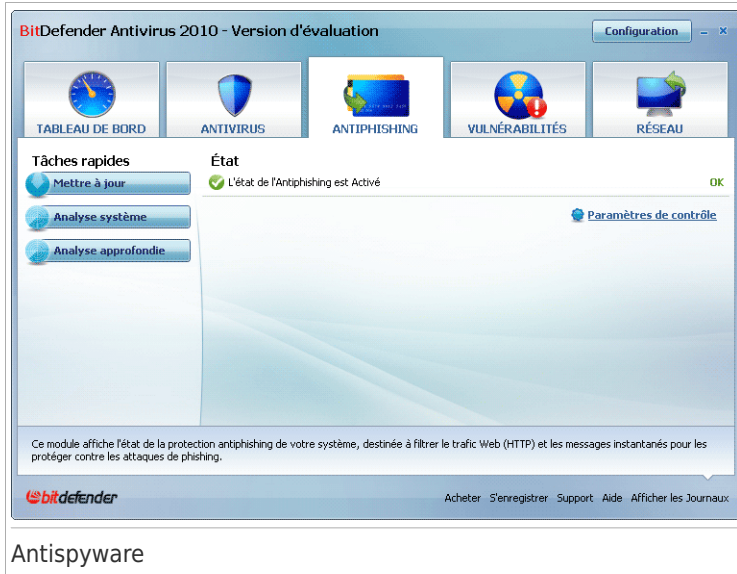 BitDefender Antivirus 2010 - Version d'évaluation
Configuration
TABLEAU DE BORD
ANTIVIRUS
ANTIPHISHING
VULNÉRABILITÉS
RÉSEAU
Tâches rapides
Mettre à jour
Analyse système
Analyse approfondie
État
L'état de l'Antiphishing est Activé
OK
Paramètres de contrôle
Ce module affiche l'état de la protection antiphishing de votre système, destinée à filtrer le trafic Web (HTTP) et les messages instantanés pour les
protéger contre les attaques de phishing.
bitdefender
Acheter S'enregistrer Support Aide Afficher les Journaux
Antispyware